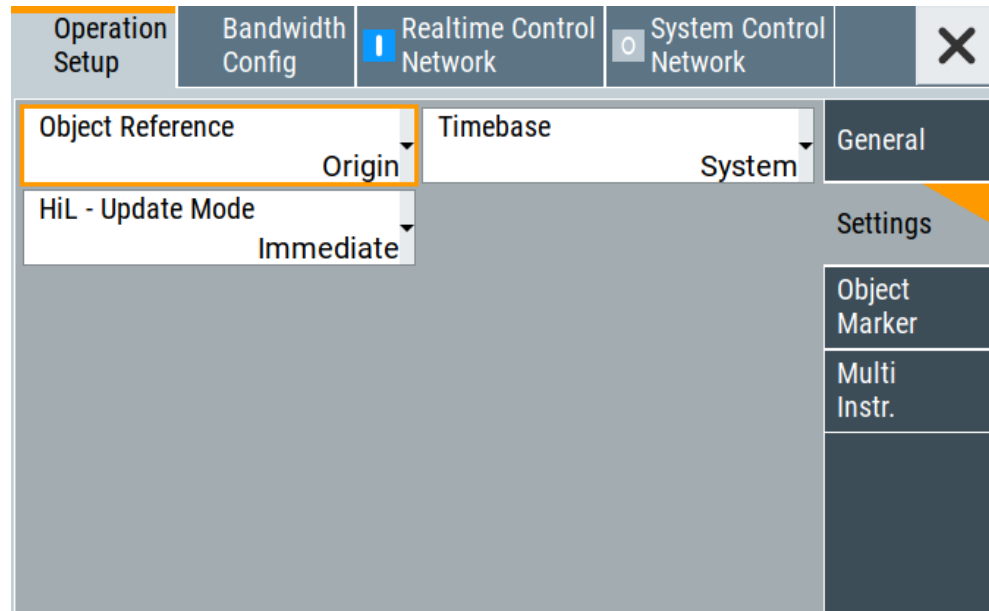 Operation
Setup
Bandwidth
Config
I
Realtime Control
Network
O
System Control
Network
Object Reference
Origin
Timebase
System
HiL - Update Mode
Immediate
General
Settings
Object
Marker
Multi
Instr.